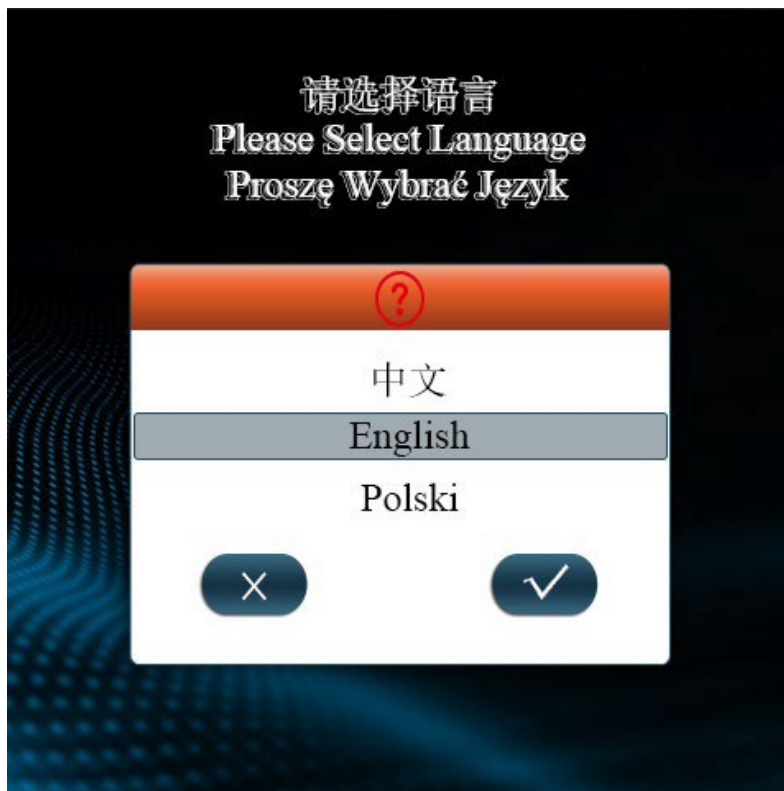 请选择语言
Please Select Language
Proszę Wybrać Język
?
中文
English
Polski